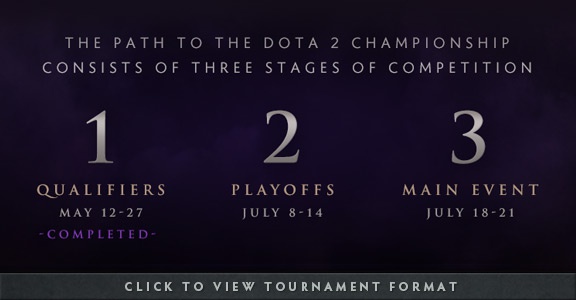 THE PATH TO THE DOTA 2 CHAMPIONSHIP
CONSISTS OF THREE STAGES OF COMPETITION
1 2 3
QUALIFIERS PLAYOFFS MAIN EVENT
MAY 12-27 JULY 8-14 JULY 18-21
-COMPLETED-
CLICK TO VIEW TOURNAMENT FORMAT